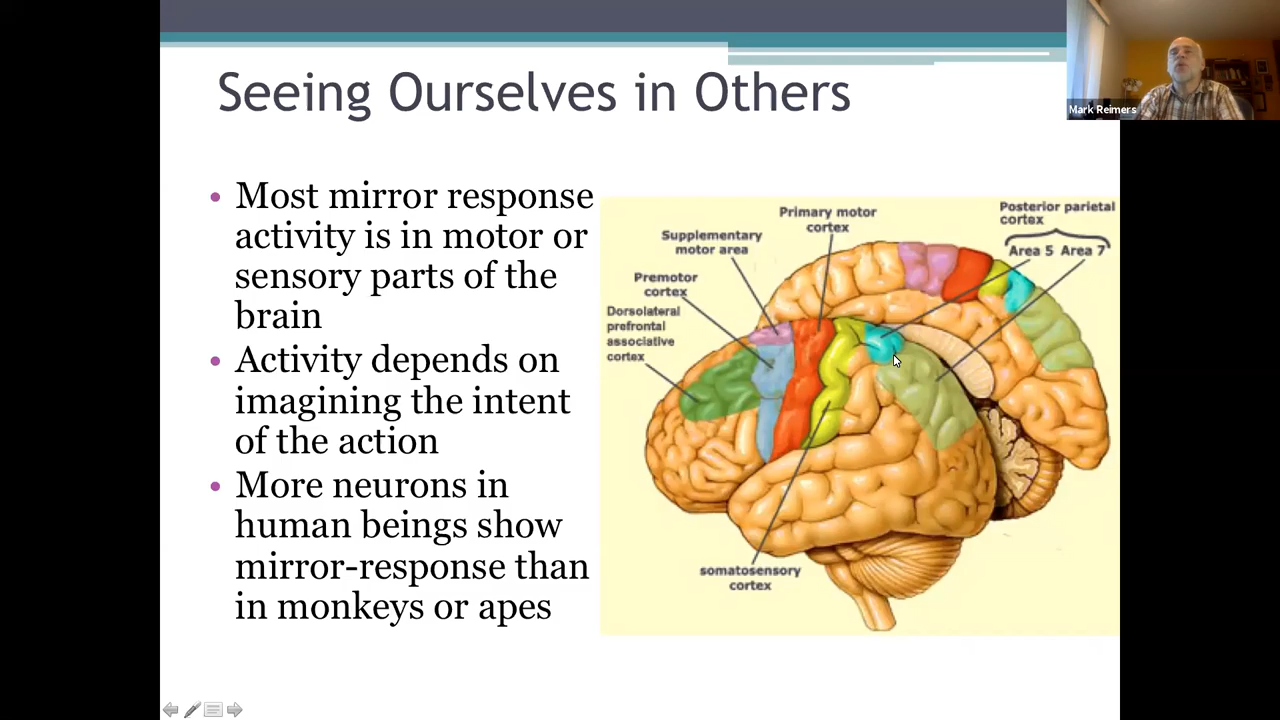 Seeing Ourselves in Others
Mark Reimers
• Most mirror response
activity is in motor or
sensory parts of the
brain
• Activity depends on
imagining the intent
of the action
• More neurons in
human beings show
mirror-response than
in monkeys or apes
Primary motor
cortex
Supplementary
motor area
Premotor
cortex
Dorsolateral
prefrontal
associative
cortex
Posterior parietal
cortex
Area 5 Area 7
somatosensory
cortex